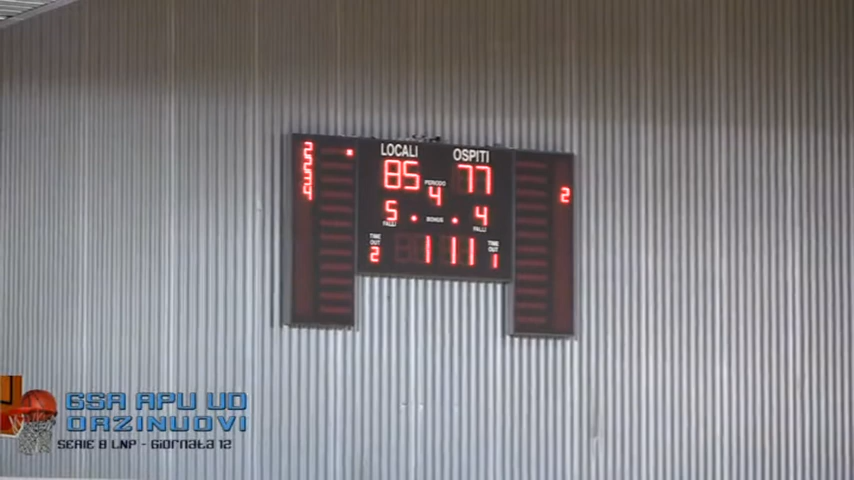 LOCALI OSPITI
85 77
PERIODO
4
5 BONUS 4
FALLI FALLI
TIME OUT TIME OUT
2 1 11 1
2
GSA APU UD
ORZINUOVI
SERIE B LNP - GIORNATA 12